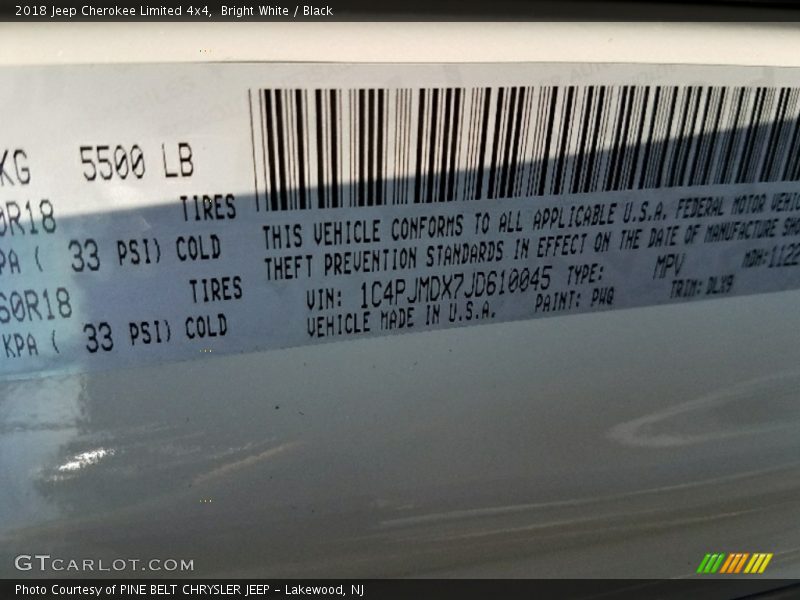 2018 Jeep Cherokee Limited 4x4, Bright White / Black
KG 5500 LB
0R18 TIRES
PA ( 33 PSI) COLD
60R18 TIRES
KPA ( 33 PSI) COLD
THIS VEHICLE CONFORMS TO ALL APPLICABLE U.S.A. FEDERAL MOTOR VEHIC
THEFT PREVENTION STANDARDS IN EFFECT ON THE DATE OF MANUFACTURE SHO
VIN: 1C4PJMDX7JD610045 TYPE: MPV MDH: 1122
VEHICLE MADE IN U.S.A. PAINT: PWQ TRIM: DLX9
GTCARLOT.COM
Photo Courtesy of PINE BELT CHRYSLER JEEP - Lakewood, NJ